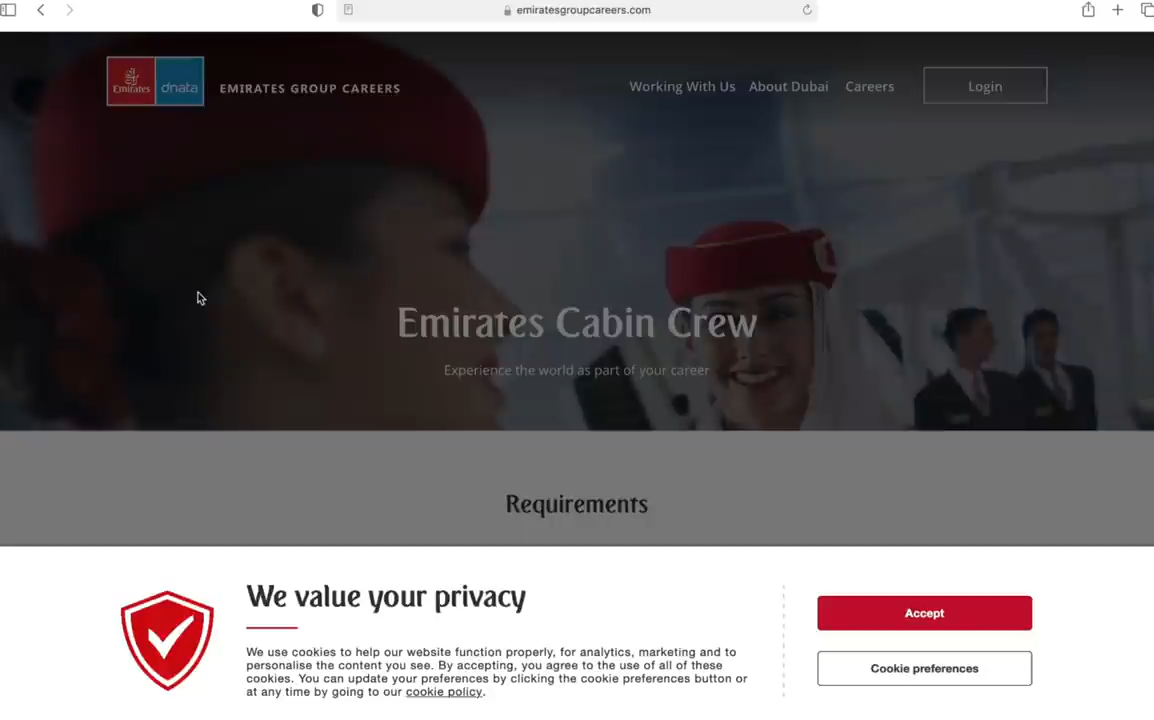 emiratesgroupcareers.com
Emirates
dnata
EMIRATES GROUP CAREERS
Working With Us
About Dubai
Careers
Login
Emirates Cabin Crew
Experience the world as part of your career
Requirements
We value your privacy
We use cookies to help our website function properly, for analytics, marketing and to
personalise the content you see. By accepting, you agree to the use of all of these
cookies. You can update your preferences by clicking the cookie preferences button or
at any time by going to our cookie policy.
Accept
Cookie preferences